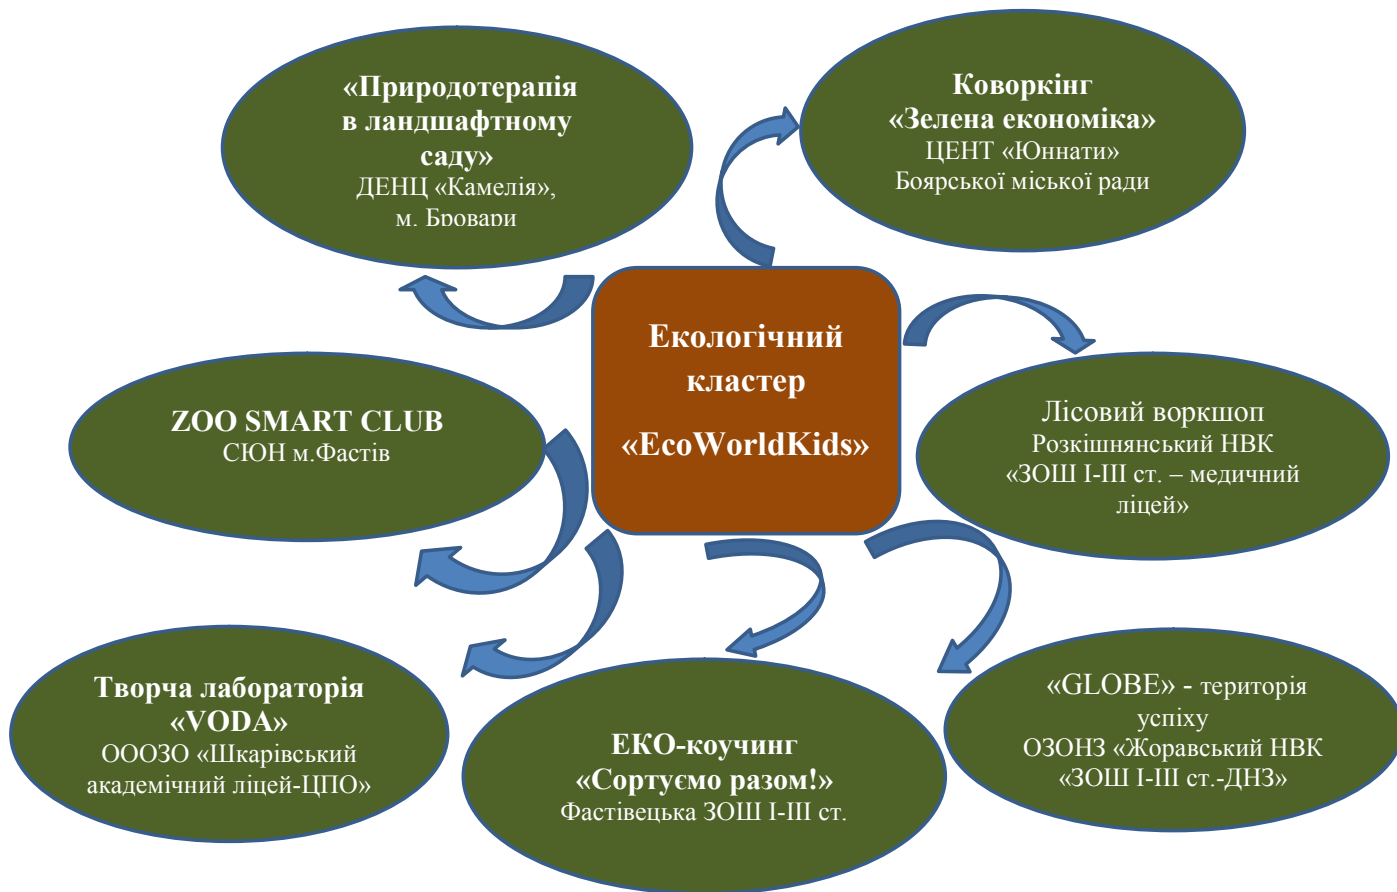 «Природотерапія
в ландшафтному
саду»
ДЕНЦ «Камелія»,
м. Бровари
Коворкінг
«Зелена економіка»
ЦЕНТ «Юннати»
Боярської міської ради
Екологічний
кластер
«EcoWorldKids»
ZOO SMART CLUB
СЮН м.Фастів
Лісовий воркшоп
Розкішнянський НВК
«ЗОШ І-ІІІ ст. – медичний
ліцей»
Творча лабораторія
«VODA»
ОООЗО «Шкарівський
академічний ліцей-ЦПО»
ЕКО-коучинг
«Сортуємо разом!»
Фастівецька ЗОШ І-ІІІ ст.
«GLOBE» - територія
успіху
ОЗОНЗ «Жоравський НВК
«ЗОШ І-ІІІ ст.-ДНЗ»